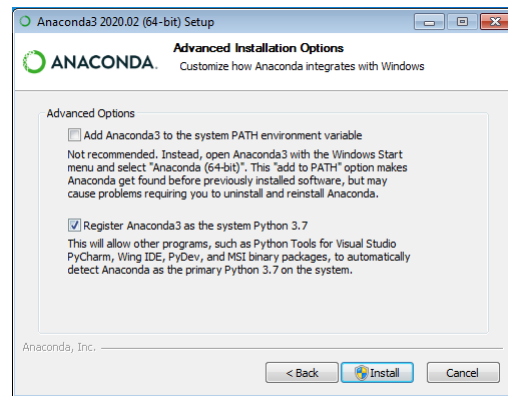 Anaconda3 2020.02 (64-bit) Setup
ANACONDA.
Advanced Installation Options
Customize how Anaconda integrates with Windows
Advanced Options
Add Anaconda3 to the system PATH environment variable
Not recommended. Instead, open Anaconda3 with the Windows Start
menu and select "Anaconda (64-bit)". This "add to PATH" option makes
Anaconda get found before previously installed software, but may
cause problems requiring you to uninstall and reinstall Anaconda.
Register Anaconda3 as the system Python 3.7
This will allow other programs, such as Python Tools for Visual Studio
PyCharm, Wing IDE, PyDev, and MSI binary packages, to automatically
detect Anaconda as the primary Python 3.7 on the system.
Anaconda, Inc.
< Back
Install
Cancel